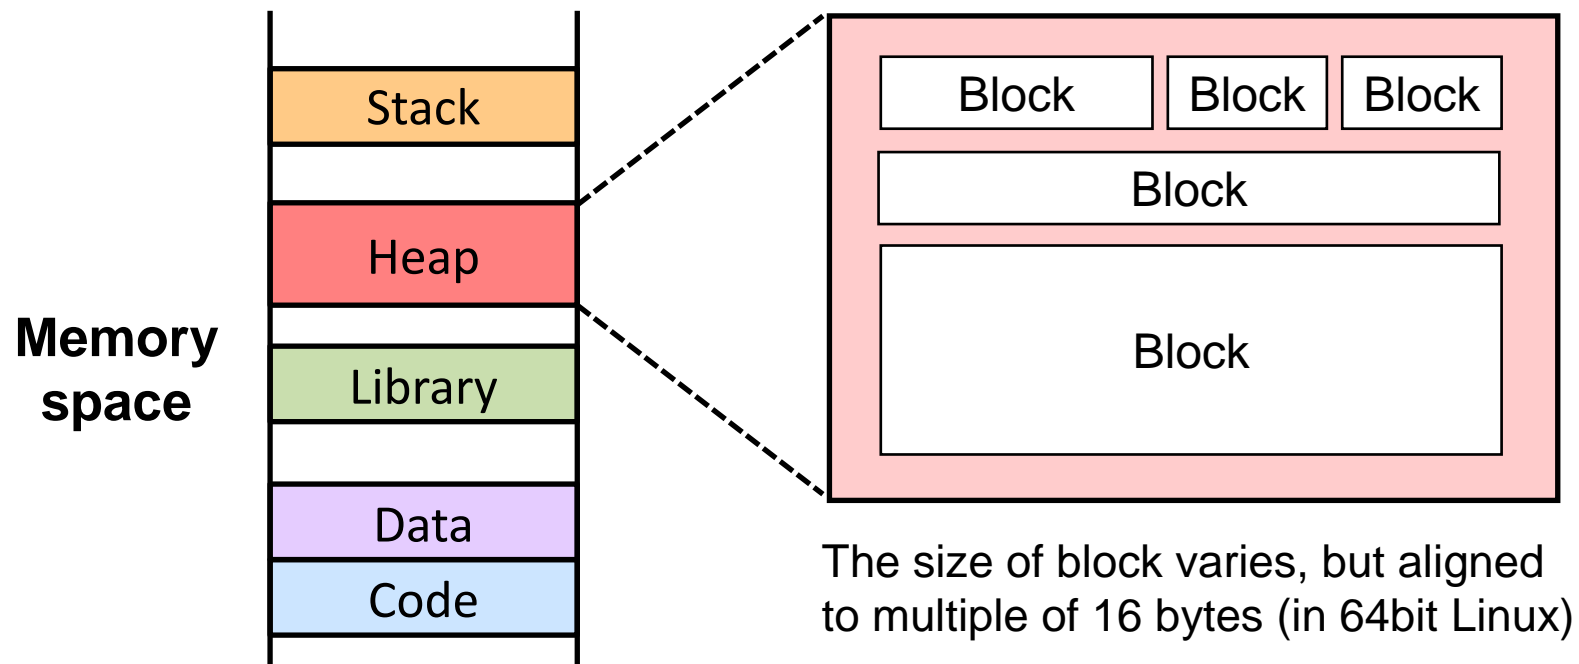 Memory
space
Stack
Heap
Library
Data
Code
Block Block Block
Block
Block
The size of block varies, but aligned
to multiple of 16 bytes (in 64bit Linux)